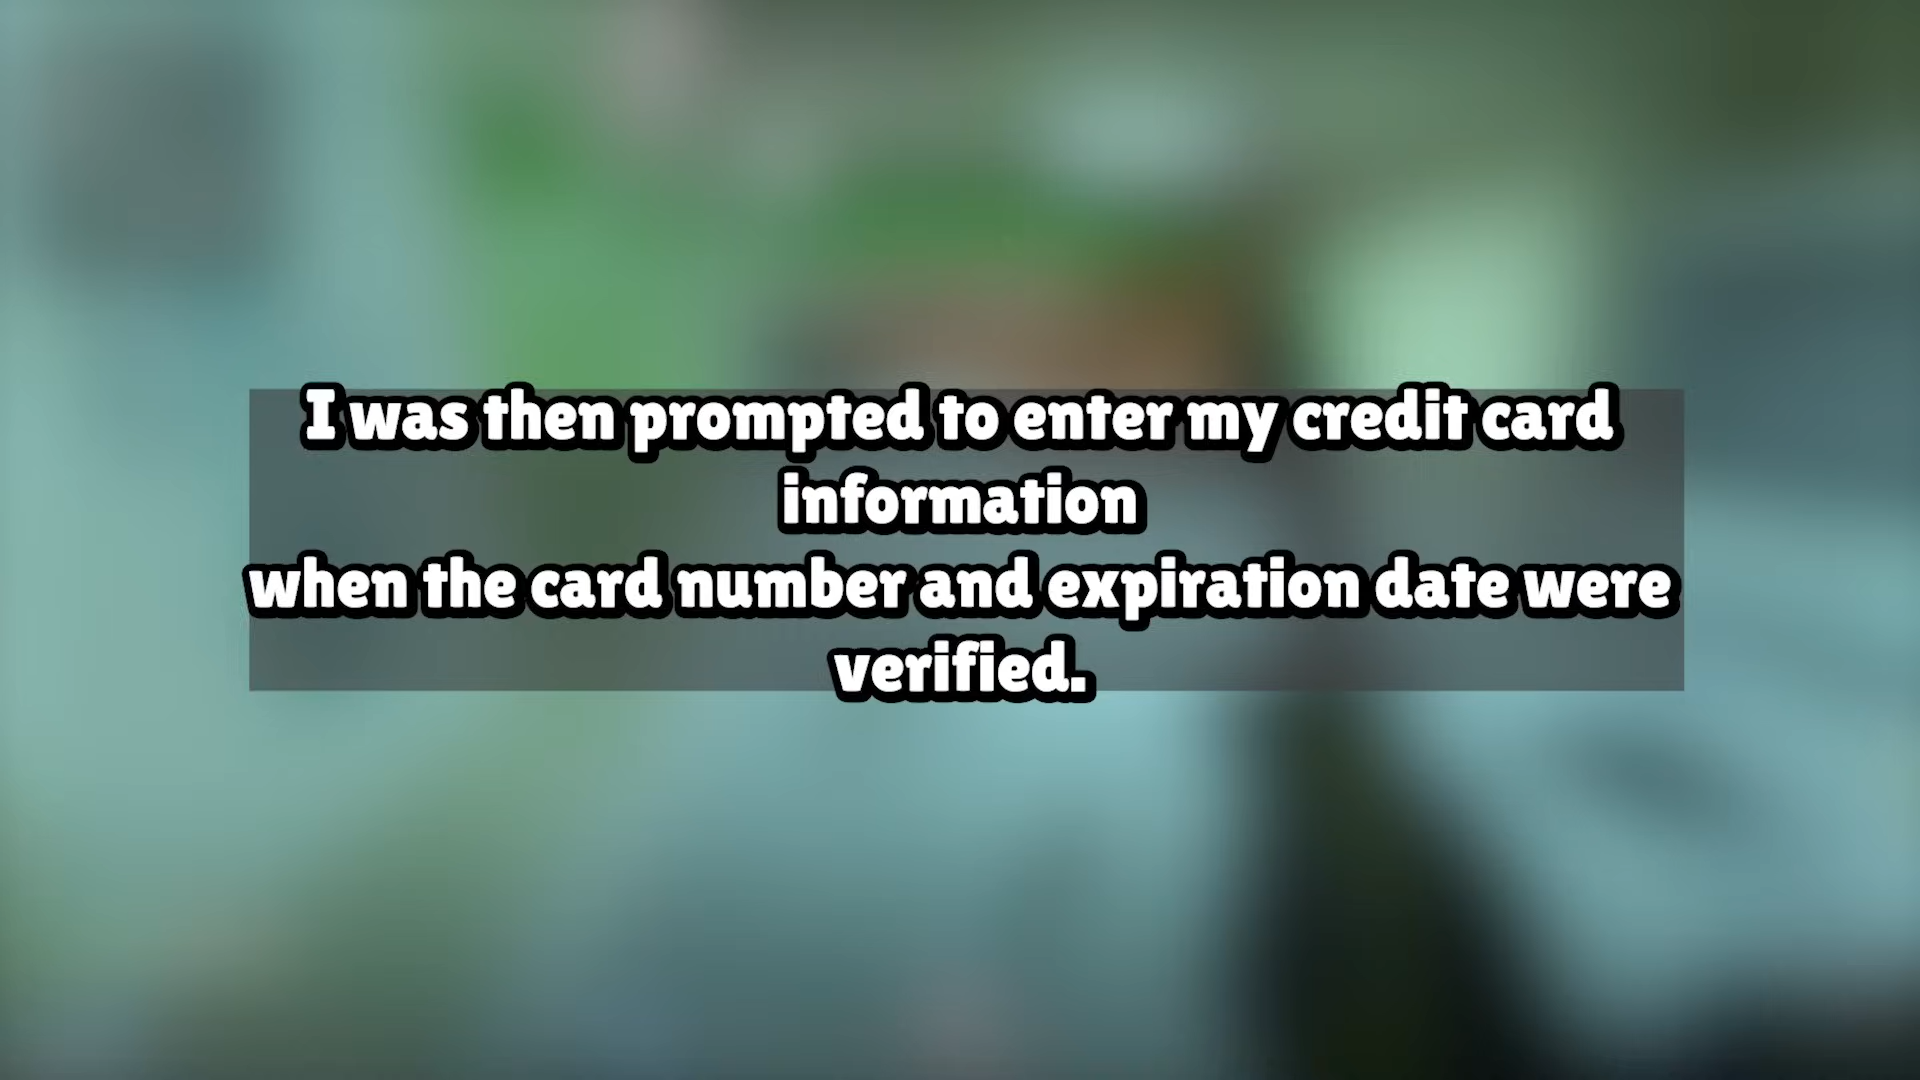 I was then prompted to enter my credit card
information
when the card number and expiration date were
verified.